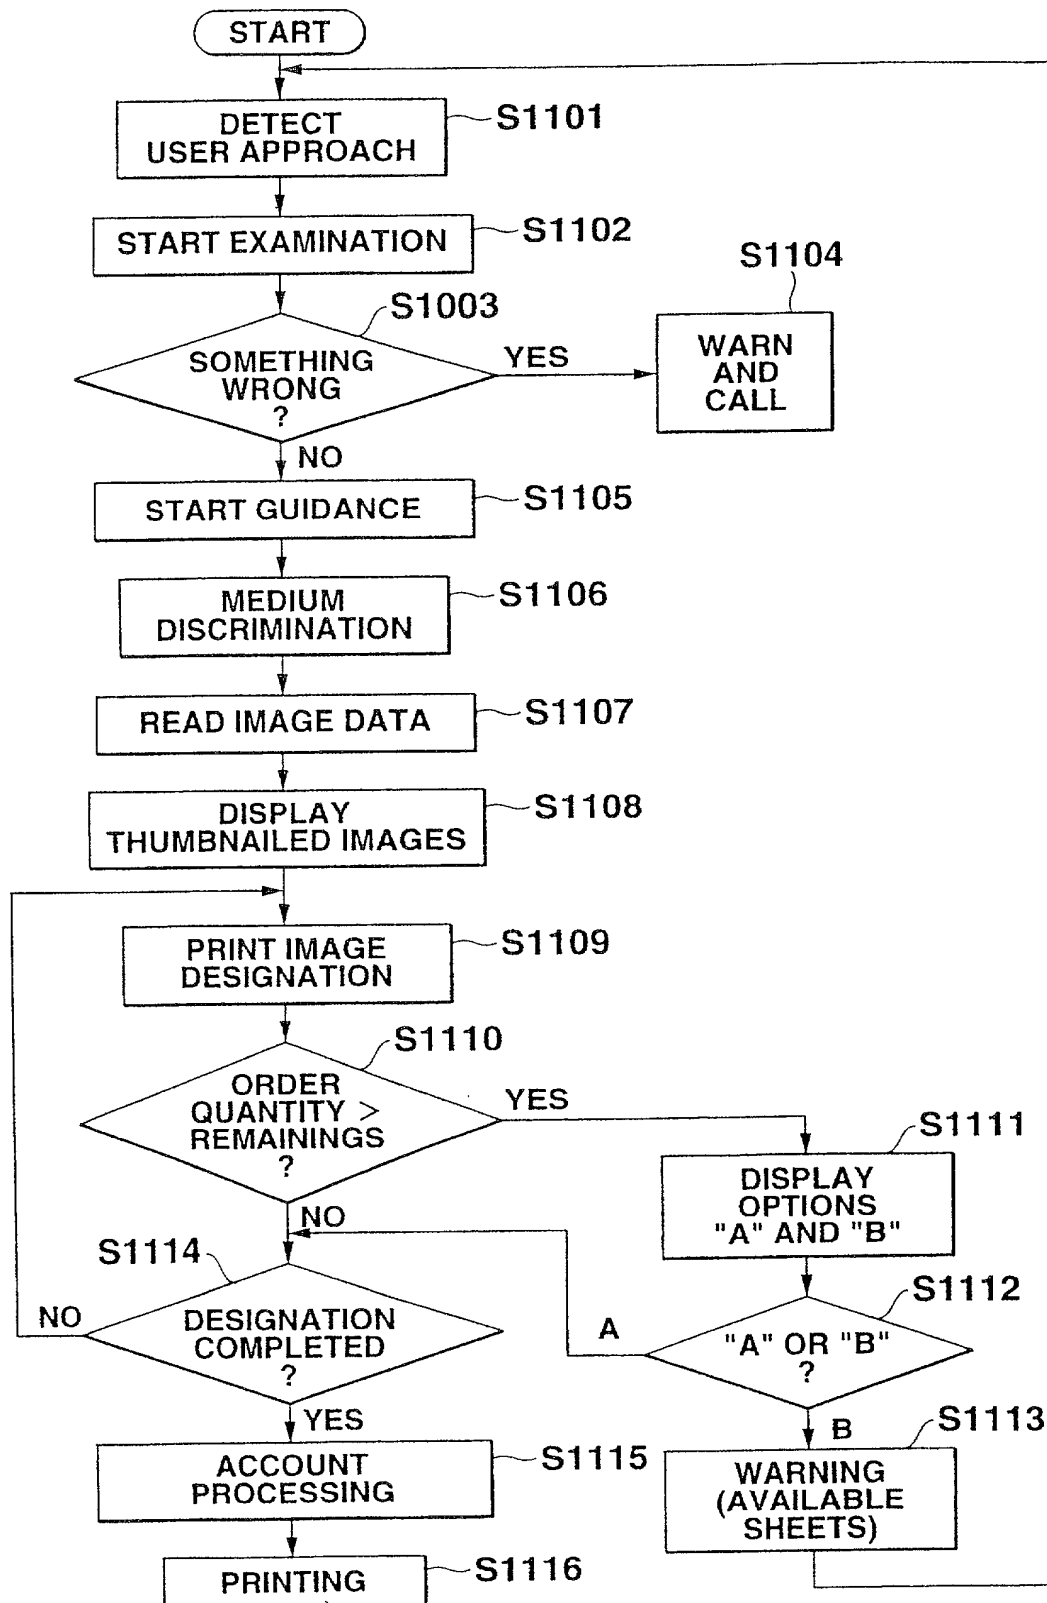 START
DETECT
USER APPROACH
S1101
START EXAMINATION
S1102
S1003
SOMETHING
WRONG
?
YES
S1104
WARN
AND
CALL
NO
START GUIDANCE
S1105
MEDIUM
DISCRIMINATION
S1106
READ IMAGE DATA
S1107
DISPLAY
THUMBNAILED IMAGES
S1108
PRINT IMAGE
DESIGNATION
S1109
S1110
ORDER
QUANTITY >
REMAININGS
?
YES
S1111
DISPLAY
OPTIONS
"A" AND "B"
NO
S1114
DESIGNATION
COMPLETED
?
NO
S1112
"A" OR "B"
?
A
B
S1113
WARNING
(AVAILABLE
SHEETS)
YES
ACCOUNT
PROCESSING
S1115
PRINTING
S1116